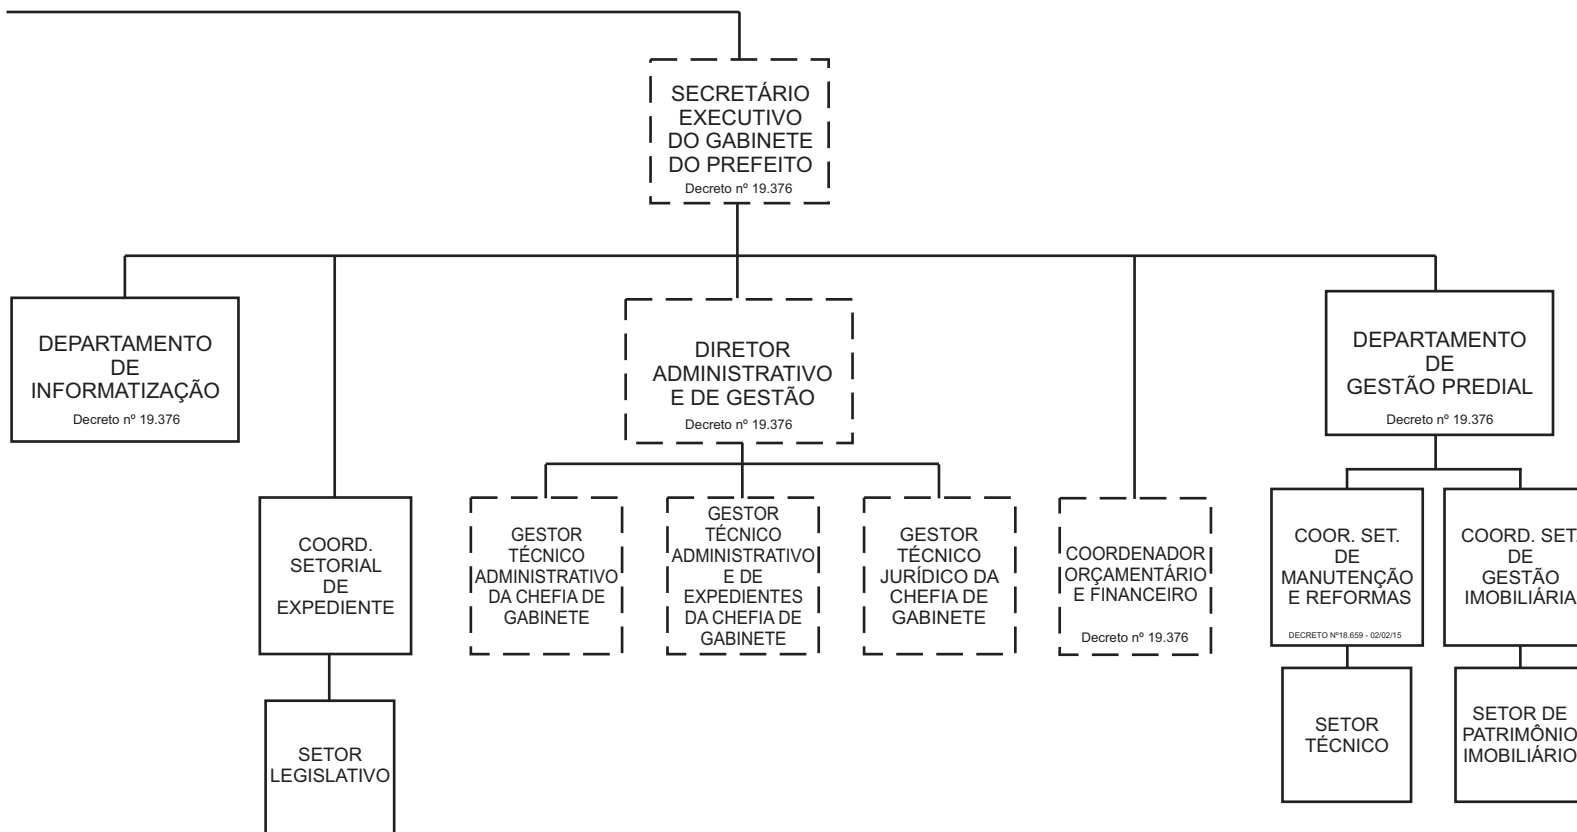 SECRETÁRIO
EXECUTIVO
DO GABINETE
DO PREFEITO
Decreto nº 19.376
DEPARTAMENTO
DE
INFORMATIZAÇÃO
Decreto nº 19.376
DIRETOR
ADMINISTRATIVO
E DE GESTÃO
Decreto nº 19.376
DEPARTAMENTO
DE
GESTÃO PREDIAL
Decreto nº 19.376
COORD.
SETORIAL
DE
EXPEDIENTE
GESTOR
TÉCNICO
ADMINISTRATIVO
DA CHEFIA DE
GABINETE
GESTOR
TÉCNICO
ADMINISTRATIVO
E DE
EXPEDIENTES
DA CHEFIA DE
GABINETE
GESTOR
TÉCNICO
JURÍDICO DA
CHEFIA DE
GABINETE
COORDENADOR
ORÇAMENTÁRIO
E FINANCEIRO
Decreto nº 19.376
COOR. SET.
DE
MANUTENÇÃO
E REFORMAS
DECRETO Nº18.659 - 02/02/15
COORD. SET.
DE
GESTÃO
IMOBILIÁRIA
SETOR
LEGISLATIVO
SETOR
TÉCNICO
SETOR DE
PATRIMÔNIO
IMOBILIÁRIO